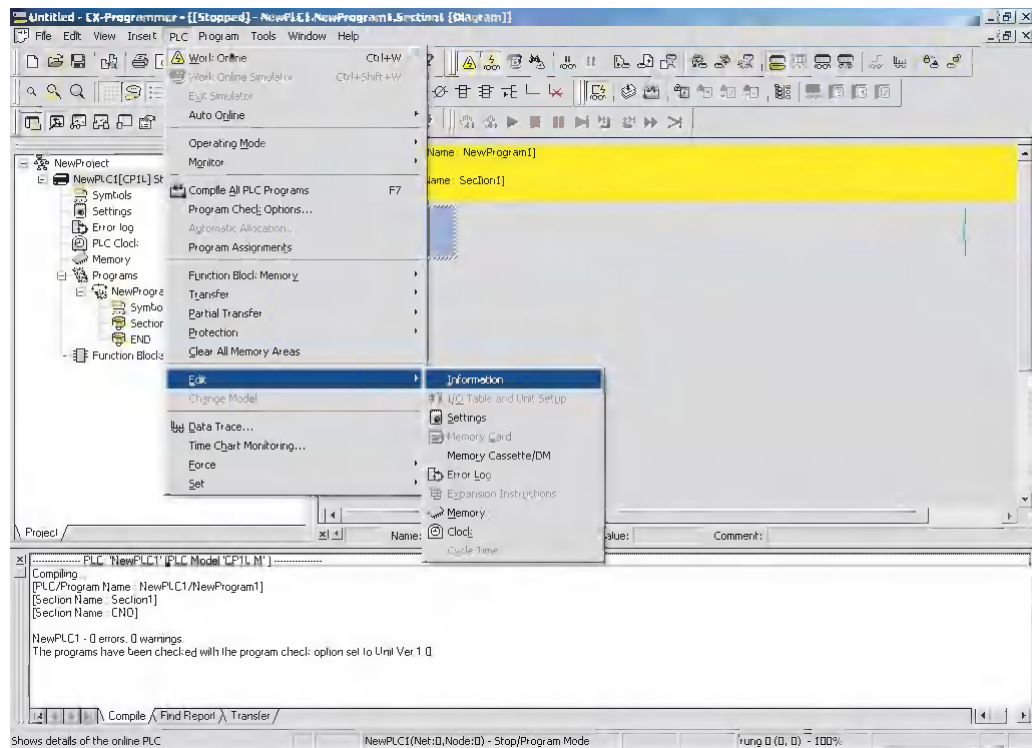 Untitled - CX-Programmer - [[Stopped] - NewPLC1.NewProgram1.Section1 [Diagram]]
File Edit View Insert PLC Program Tools Window Help
Work Online Ctrl+W
Work Online Simulator Ctrl+Shift+W
Exit Simulator
Auto Online
Operating Mode
Monitor
Compile All PLC Programs F7
Program Check Options...
Automatic Allocation...
Program Assignments
Function Block Memory
Transfer
Partial Transfer
Protection
Clear All Memory Areas
Edit
Change Model
Data Trace...
Time Chart Monitoring...
Force
Set
Information
I/O Table and Unit Setup
Settings
Memory Card
Memory Cassette/DM
Error Log
Expansion Instructions
Memory
Clock
Cycle Time
NewProject
NewPLC1[CP1L] St
Symbols
Settings
Error log
PLC Clock
Memory
Programs
NewProgra
Symbo
Section
END
Function Blocks
Name : NewProgram1]
Name : Section1]
Project
Name:
alue:
Comment:
-------------- PLC: 'NewPLC1' (PLC Model 'CP1L M' ) --------------
Compiling...
[PLC/Program Name : NewPLC1/NewProgram1]
[Section Name : Section1]
[Section Name : END]
NewPLC1 - 0 errors, 0 warnings.
The programs have been checked with the program check option set to Unit Ver.1.0.
Compile Find Report Transfer
Shows details of the online PLC
NewPLC1(Net:0,Node:0) - Stop/Program Mode
rung 0 (0, 0) - 100%